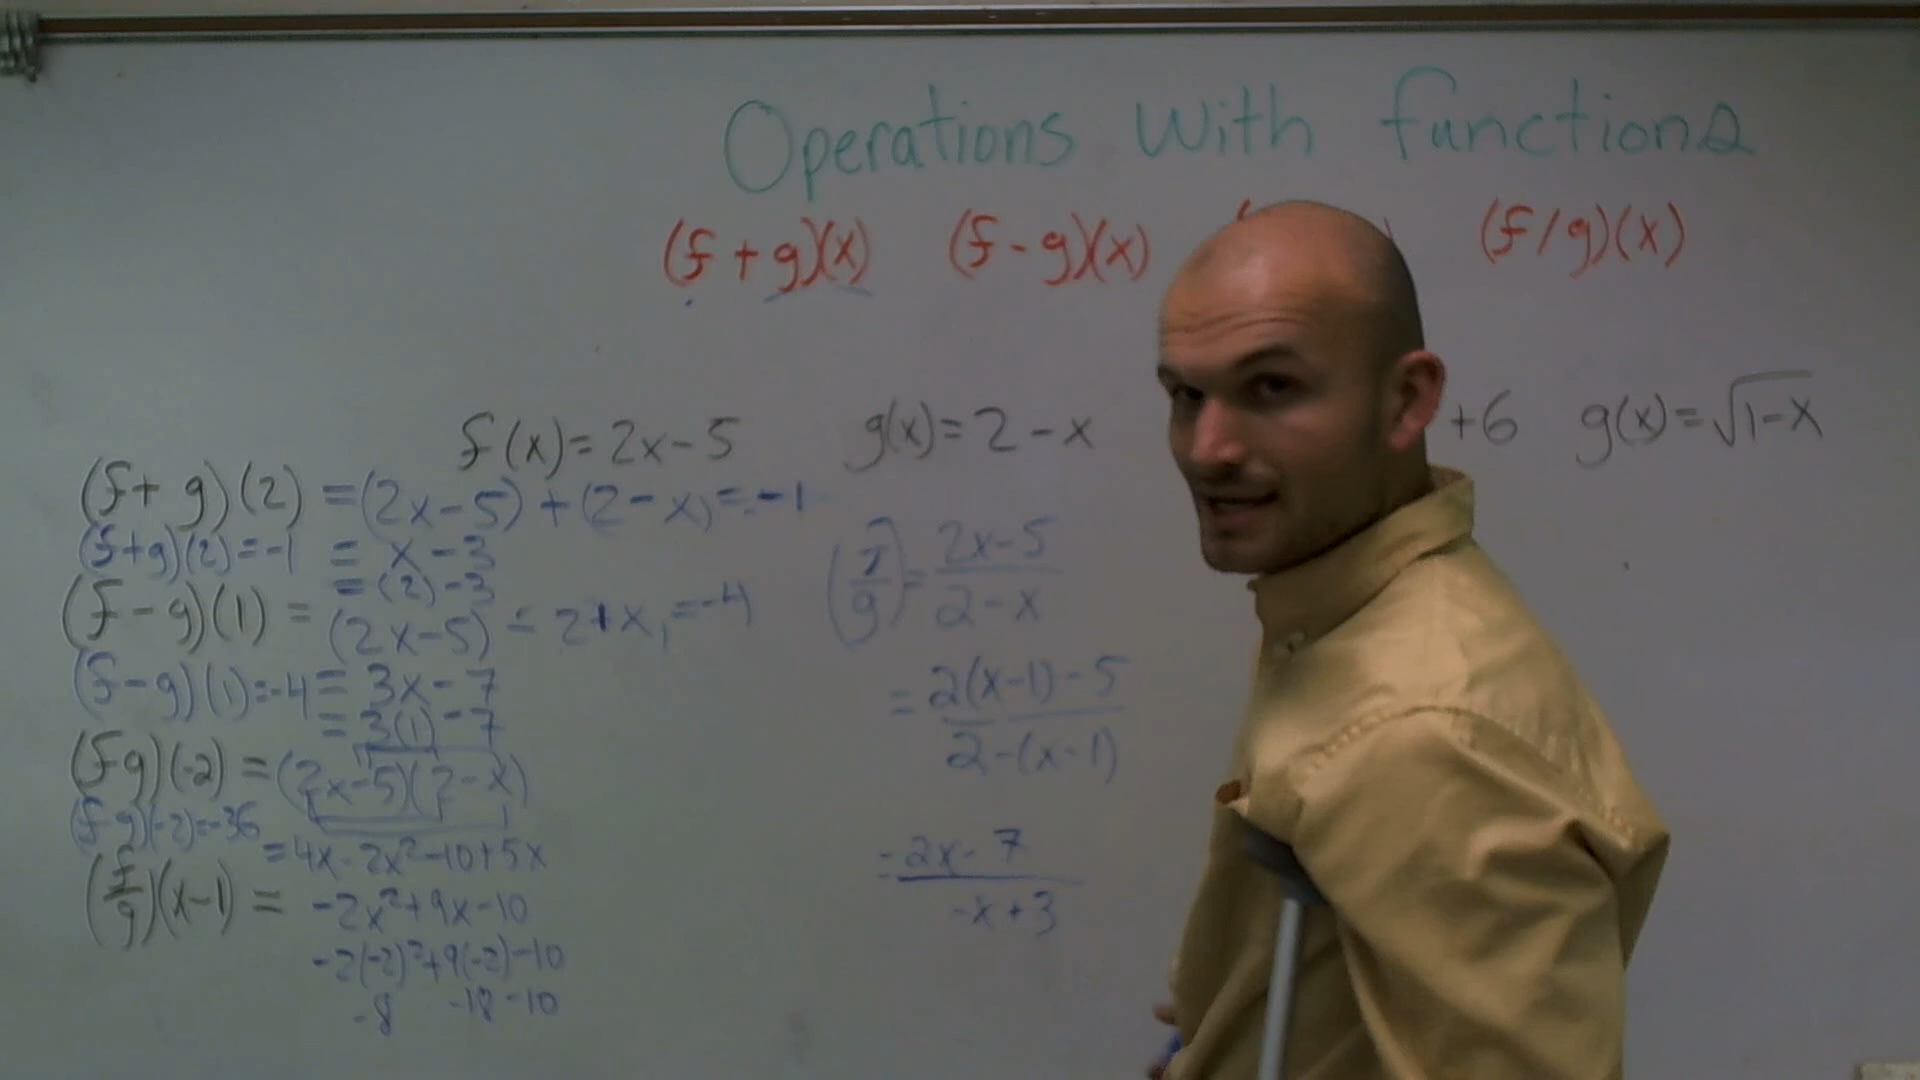 Operations with functions
(f + g)(x) (f - g)(x) (f/g)(x)
f(x) = 2x - 5 g(x) = 2 - x +6 g(x) = √1-x
(f + g)(2) = (2x-5) + (2-x) = -1
(f+g)(2) = -1 = x - 3
= (2) - 3
(f - g)(1) = (2x-5) - 2+x, = -4
(f-g)(1) = -4 = 3x - 7
= 3(1) - 7
(fg)(-2) = (2x-5)(2-x)
(f-g)(-2) = -36
= 4x - 2x² - 10 + 5x
(f/g)(x-1) = -2x² + 9x - 10
-2(-2)² + 9(-2) - 10
-8 -18 -10
(f/g) = 2x-5 / 2-x
= 2(x-1) - 5 / 2-(x-1)
= 2x - 7 / -x + 3